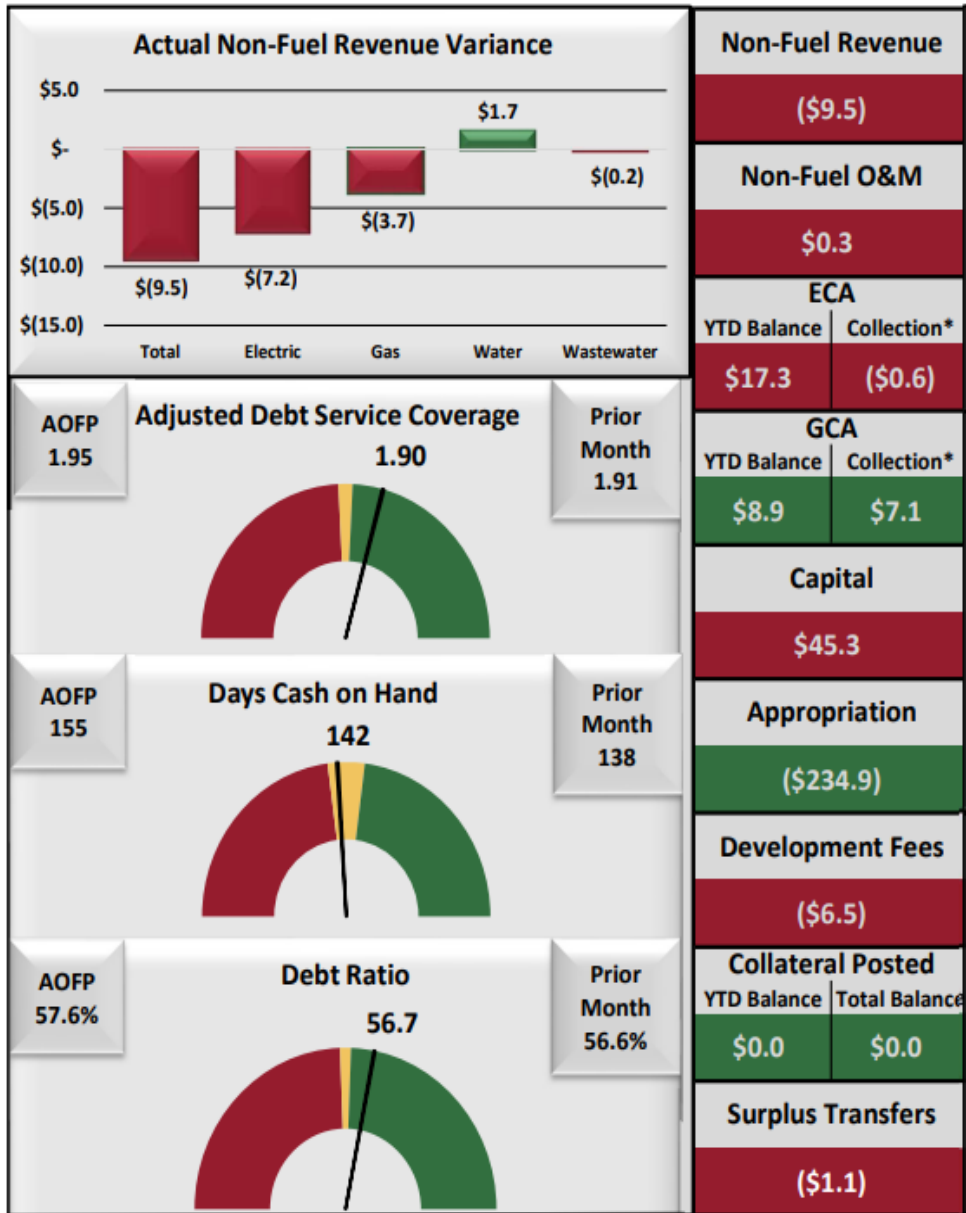 Actual Non-Fuel Revenue Variance
$5.0
$-
$(5.0)
$(10.0)
$(15.0)
$(9.5)
$(7.2)
$(3.7)
$1.7
$(0.2)
Total
Electric
Gas
Water
Wastewater
AOFP
1.95
Adjusted Debt Service Coverage
1.90
Prior
Month
1.91
AOFP
155
Days Cash on Hand
142
Prior
Month
138
AOFP
57.6%
Debt Ratio
56.7
Prior
Month
56.6%
Non-Fuel Revenue
($9.5)
Non-Fuel O&M
$0.3
ECA
YTD Balance Collection*
$17.3 ($0.6)
GCA
YTD Balance Collection*
$8.9 $7.1
Capital
$45.3
Appropriation
($234.9)
Development Fees
($6.5)
Collateral Posted
YTD Balance Total Balance
$0.0 $0.0
Surplus Transfers
($1.1)